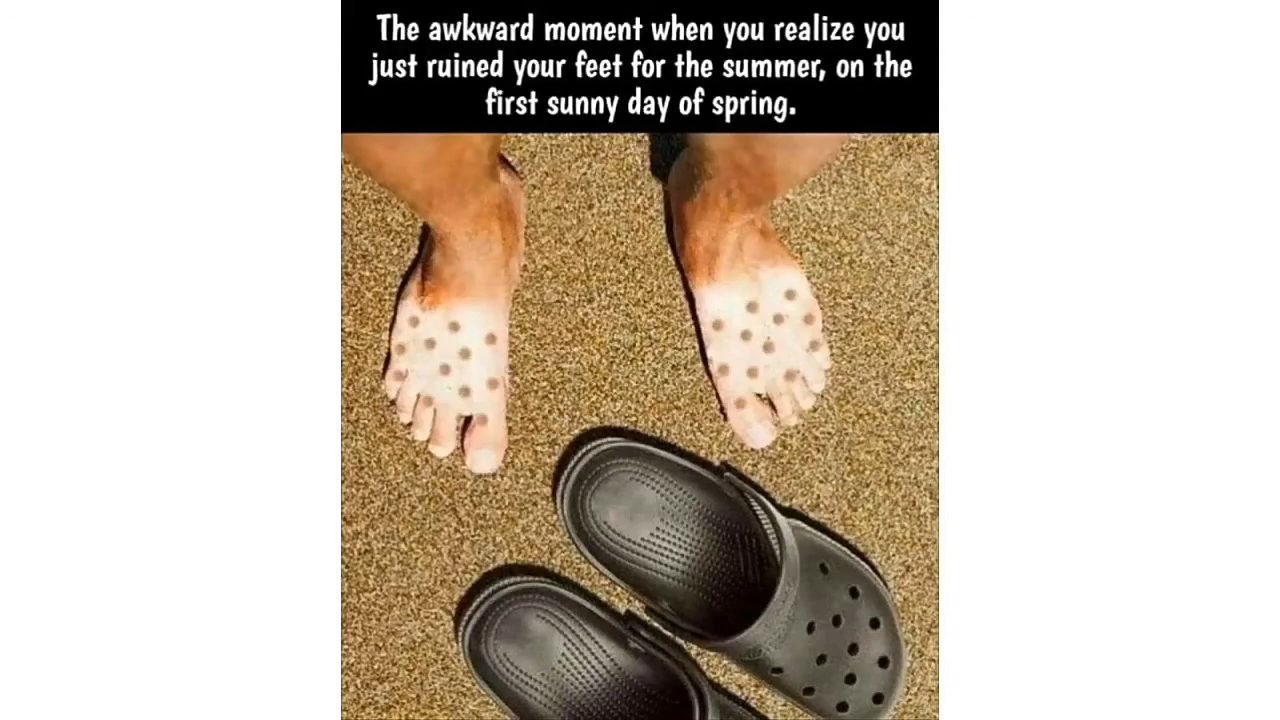 The awkward moment when you realize you
just ruined your feet for the summer, on the
first sunny day of spring.